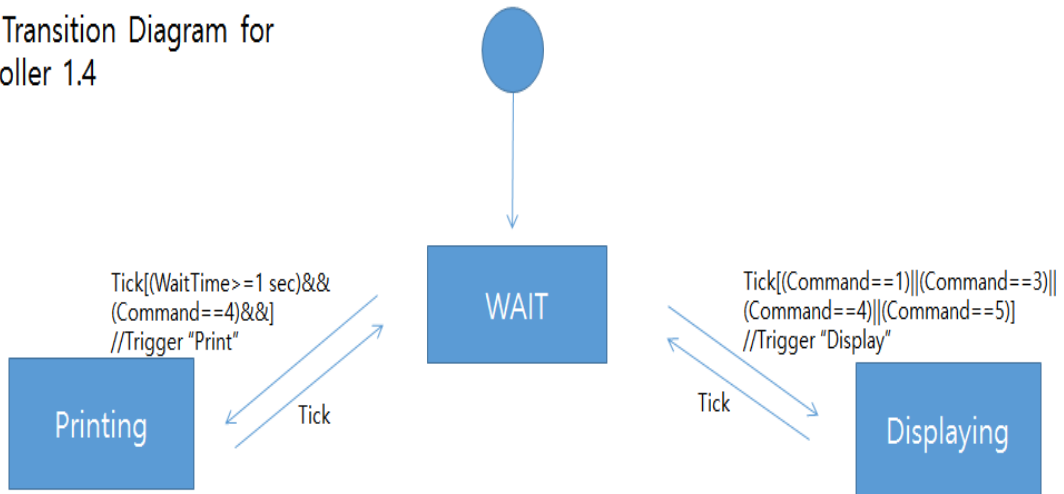 Transition Diagram for
oller 1.4
Tick[(WaitTime>=1 sec)&&
(Command==4)&&]
//Trigger "Print"
WAIT
Tick[(Command==1)||(Command==3)||
(Command==4)||(Command==5)]
//Trigger "Display"
Printing
Tick
Tick
Displaying